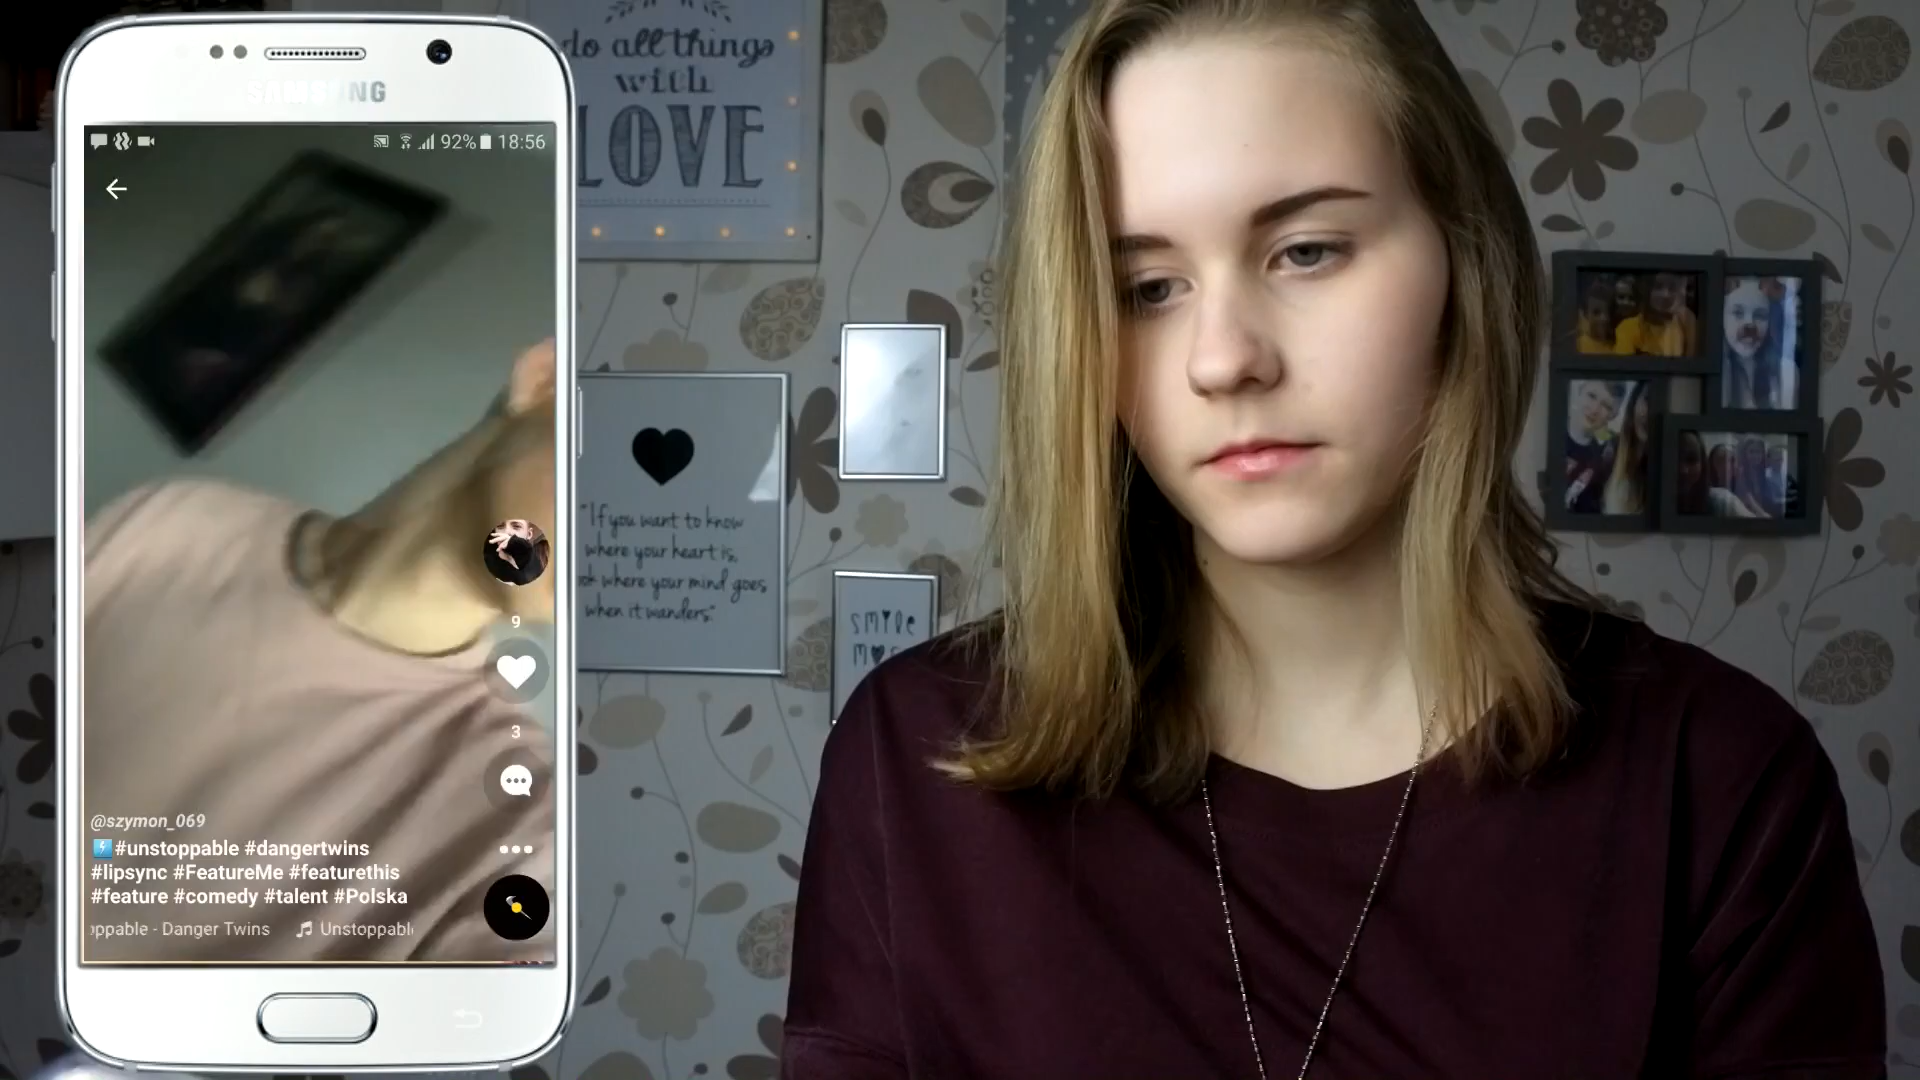 SAMSUNG
92% 18:56
9
3
@szymon_069
#unstoppable #dangertwins
#lipsync #FeatureMe #featurethis
#feature #comedy #talent #Polska
oppable - Danger Twins Unstoppabl
do all things
with
LOVE
"If you want to know
where your heart is,
ok where your mind goes
when it wanders."
smile